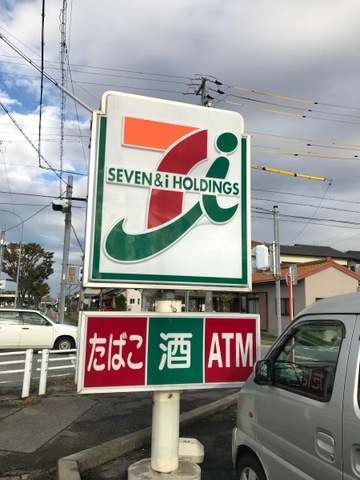 SEVEN & i HOLDINGS
たばこ 酒 ATM